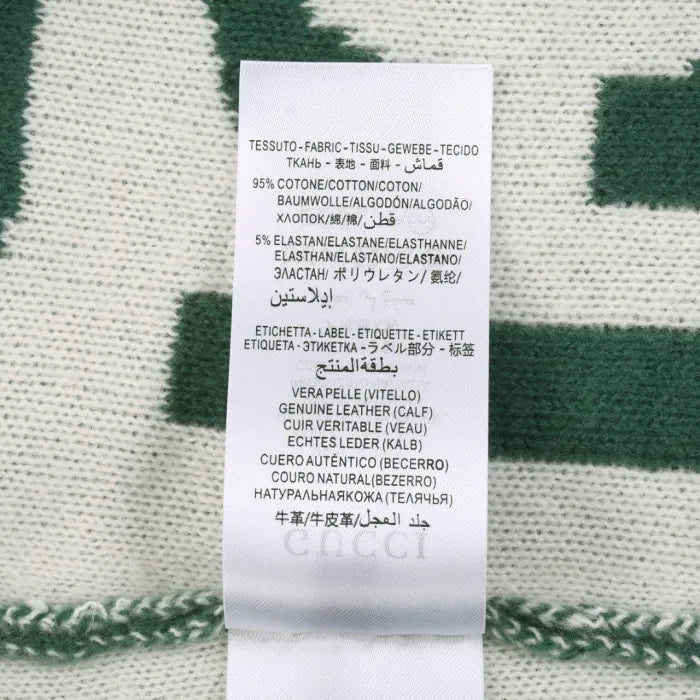 TESSUTO-FABRIC-TISSU-GEWEBE-TECIDO
ТКАНЬ - 表地 - 面料 - قماش
95% COTONE/COTTON/COTON/
BAUMWOLLE/ALGODÓN/ALGODÃO/
ХЛОПОК/綿/棉/ قطن
5% ELASTAN/ELASTANE/ELASTHANNE/
ELASTHAN/ELASTANO/ELASTANO/
ЭЛАСТАН/ ポリウレタン/ 氨纶/
إيلاستين
ETICHETTA-LABEL-ETIQUETTE-ETIKETT
ETIQUETA-ЭТИКЕТКА-ラベル部分 - 标签
بطقة المنتج
VERA PELLE (VITELLO)
GENUINE LEATHER (CALF)
CUIR VERITABLE (VEAU)
ECHTES LEDER (KALB)
CUERO AUTÉNTICO (BECERRO)
COURO NATURAL(BEZERRO)
НАТУРАЛЬНАЯКОЖА (ТЕЛЯЧЬЯ)
牛革/牛皮革/جلد العجل
GUCCI